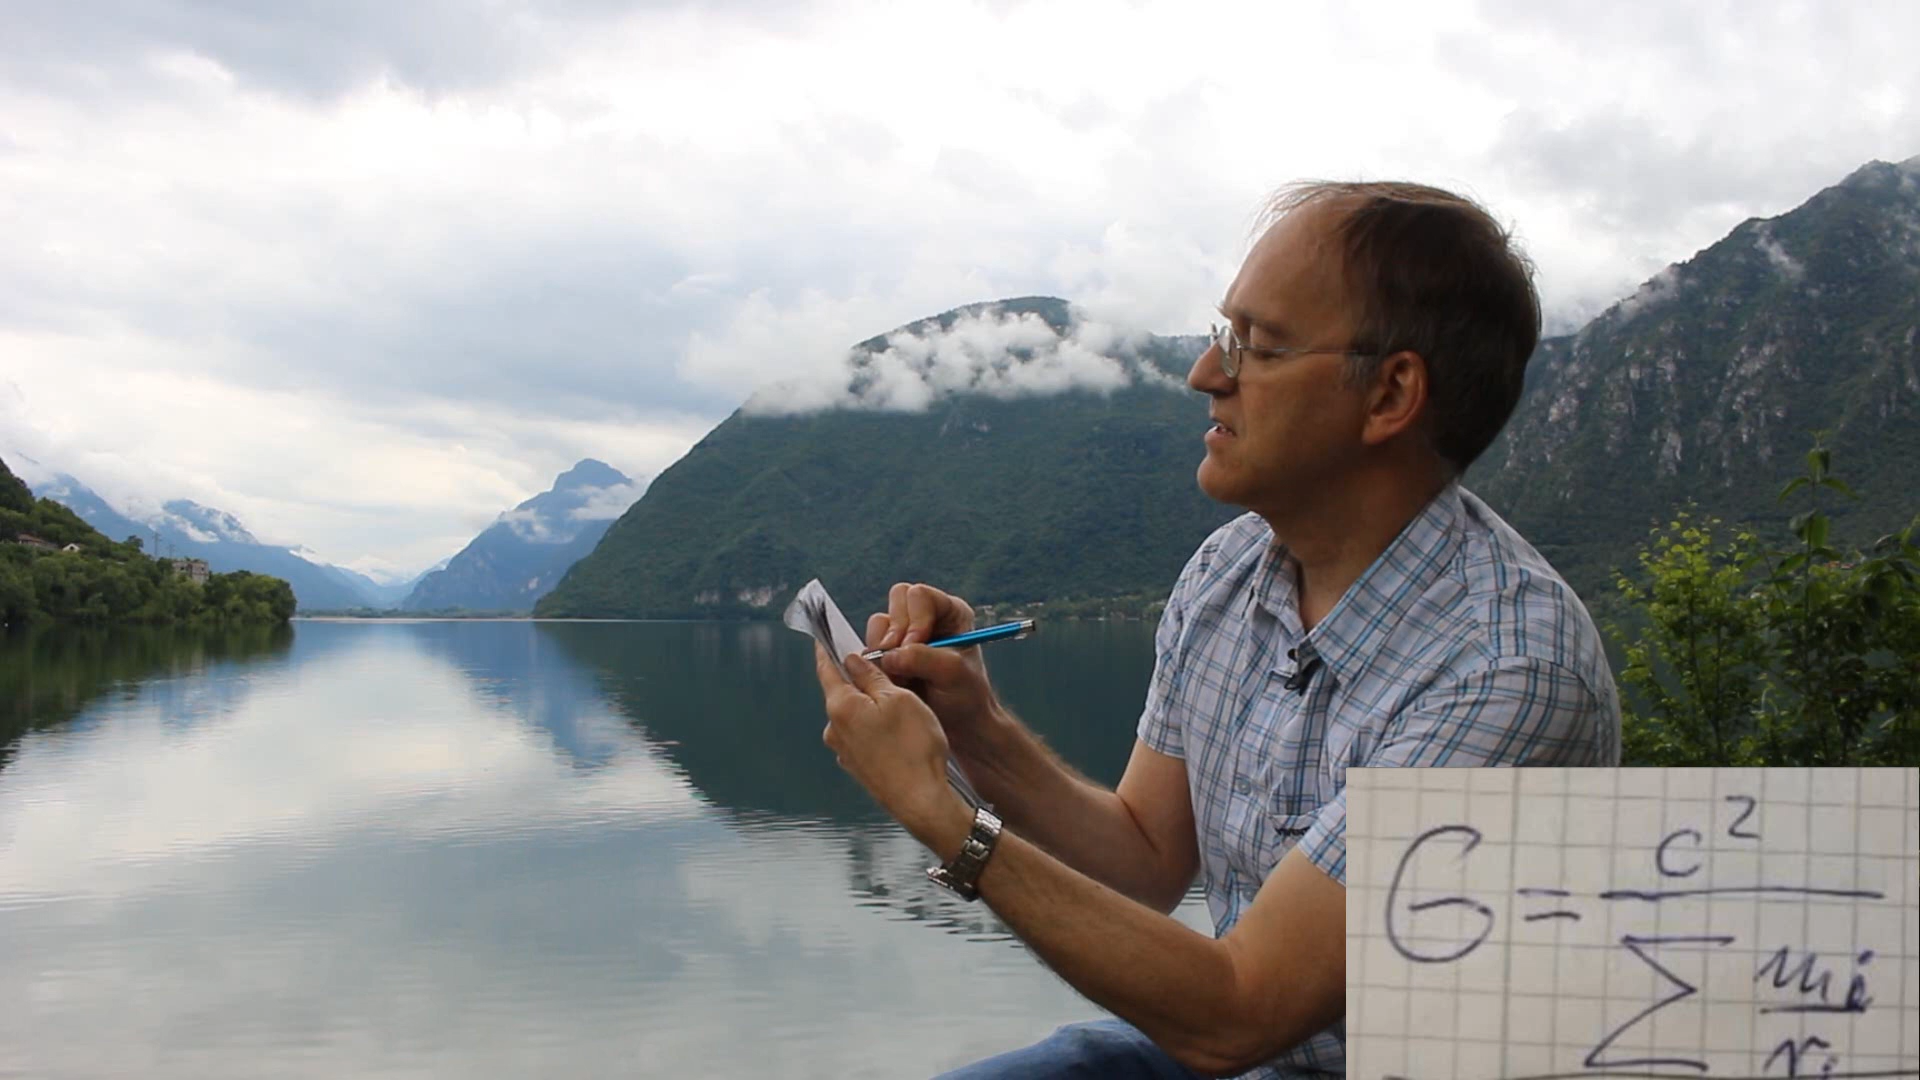 G = c² / Σ mᵢ/rᵢ